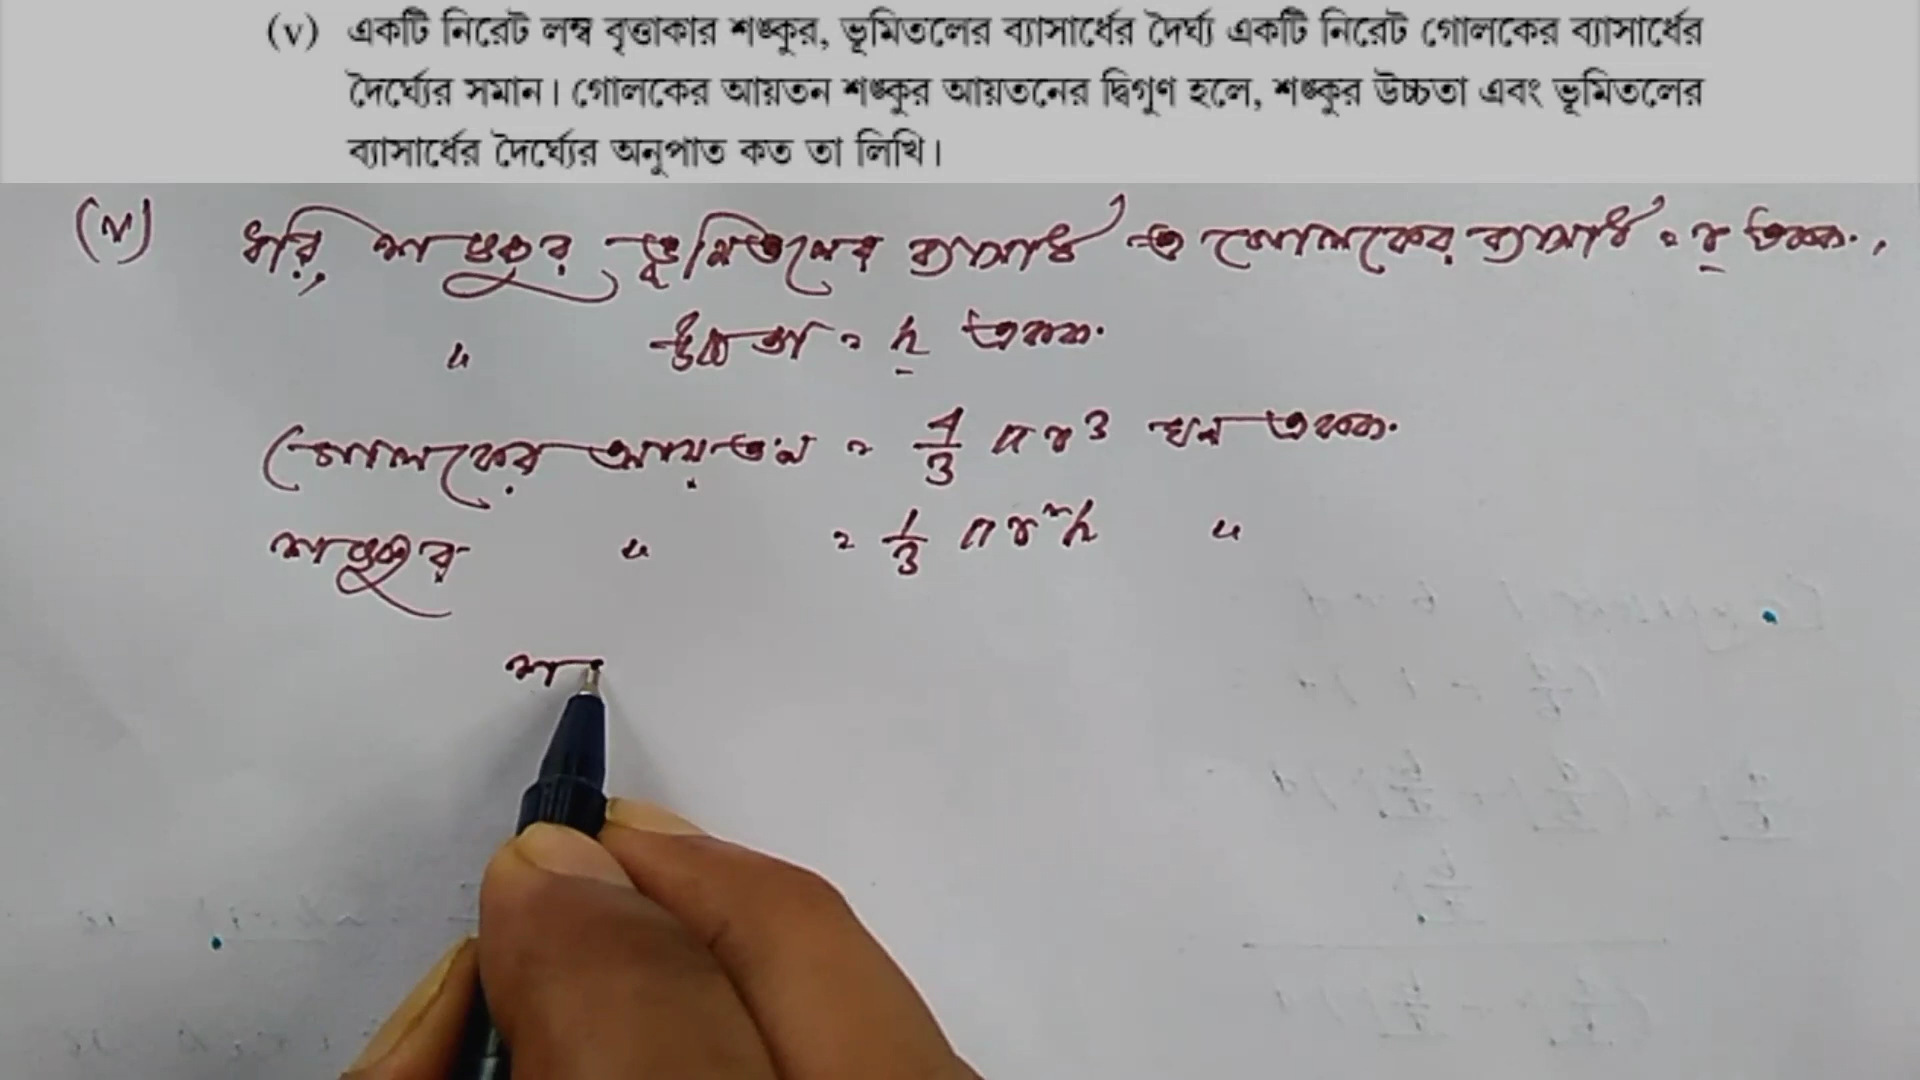 (v) একটি নিরেট লম্ব বৃত্তাকার শঙ্কুর, ভূমিতলের ব্যাসার্ধের দৈর্ঘ্য একটি নিরেট গোলকের ব্যাসার্ধের
দৈর্ঘ্যের সমান। গোলকের আয়তন শঙ্কুর আয়তনের দ্বিগুণ হলে, শঙ্কুর উচ্চতা এবং ভূমিতলের
ব্যাসার্ধের দৈর্ঘ্যের অনুপাত কত তা লিখি।
(v) ধরি, শঙ্কুর ভূমিতলের ব্যাসার্ধ ও গোলকের ব্যাসার্ধ = r একক,
" উচ্চতা = h একক
গোলকের আয়তন = 4/3 π r³ ঘন একক
শঙ্কুর " = 1/3 π r² h "
শ